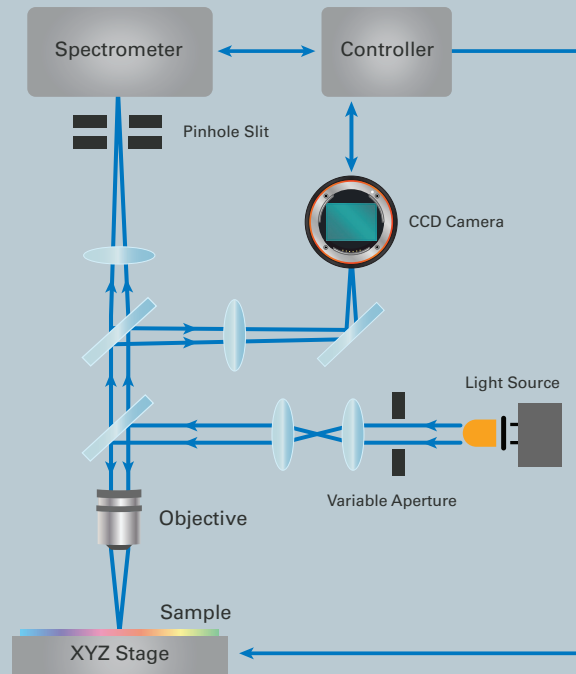 Spectrometer
Controller
Pinhole Slit
CCD Camera
Light Source
Variable Aperture
Objective
Sample
XYZ Stage